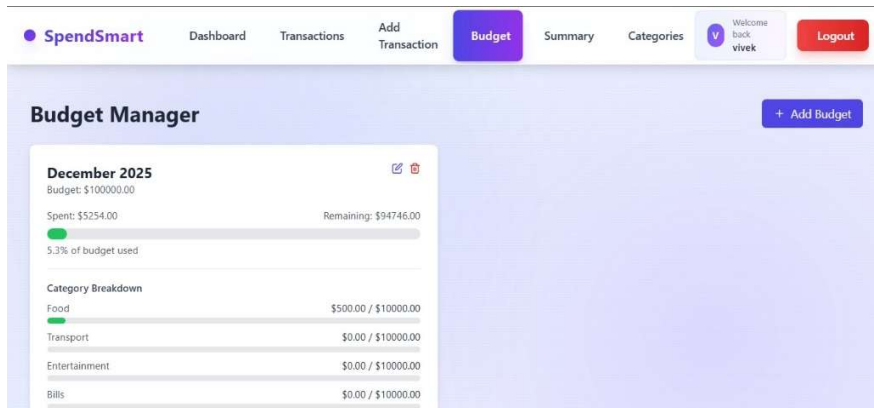 SpendSmart
Dashboard
Transactions
Add
Transaction
Budget
Summary
Categories
V
Welcome
back
vivek
Logout
Budget Manager
+ Add Budget
December 2025
Budget: $100000.00
Spent: $5254.00 Remaining: $94746.00
5.3% of budget used
Category Breakdown
Food $500.00 / $10000.00
Transport $0.00 / $10000.00
Entertainment $0.00 / $10000.00
Bills $0.00 / $10000.00